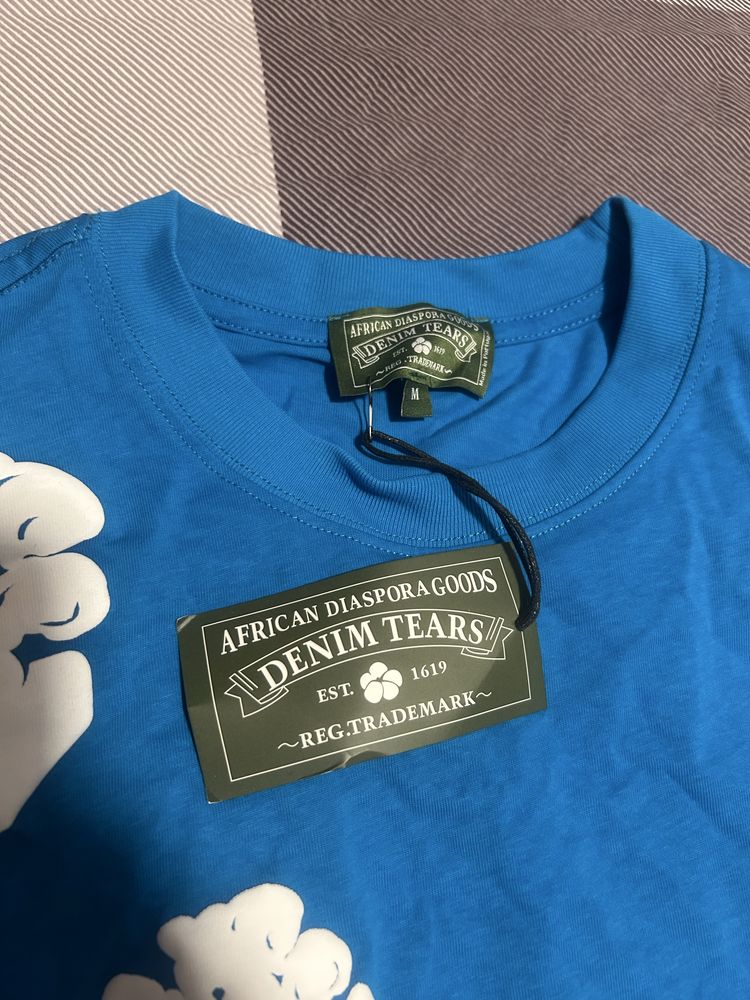 AFRICAN DIASPORA GOODS
DENIM TEARS
EST. 1619
~REG.TRADEMARK~
M
AFRICAN DIASPORA GOODS
DENIM TEARS
EST. 1619
~REG.TRADEMARK~